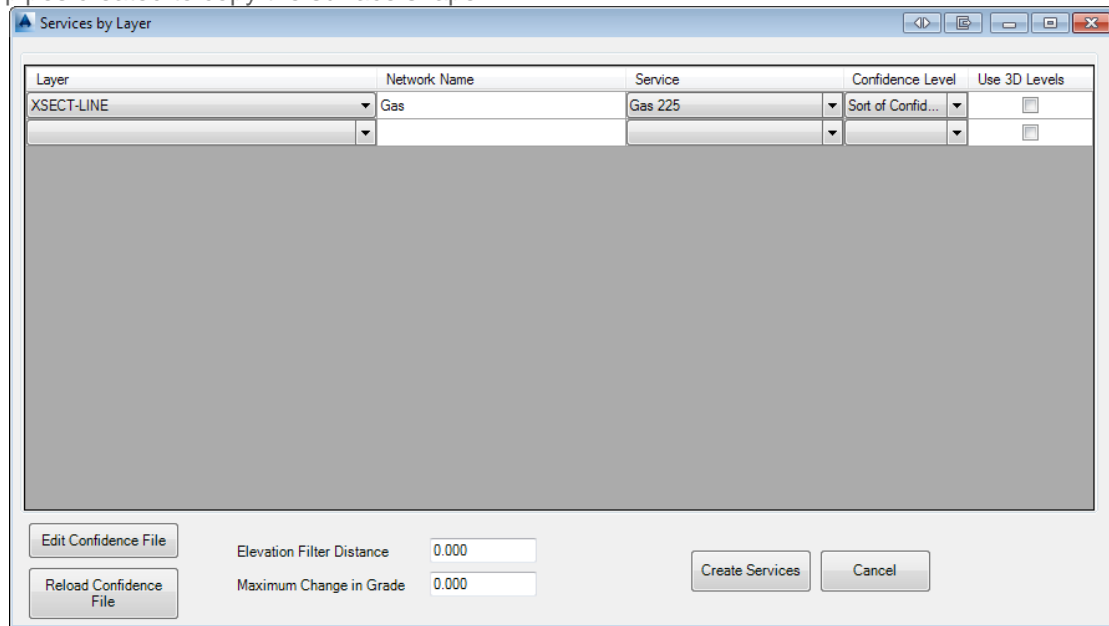 Services by Layer
Layer Network Name Service Confidence Level Use 3D Levels
XSECT-LINE Gas Gas 225 Sort of Confid...
Edit Confidence File
Elevation Filter Distance 0.000
Create Services Cancel
Reload Confidence File
Maximum Change in Grade 0.000